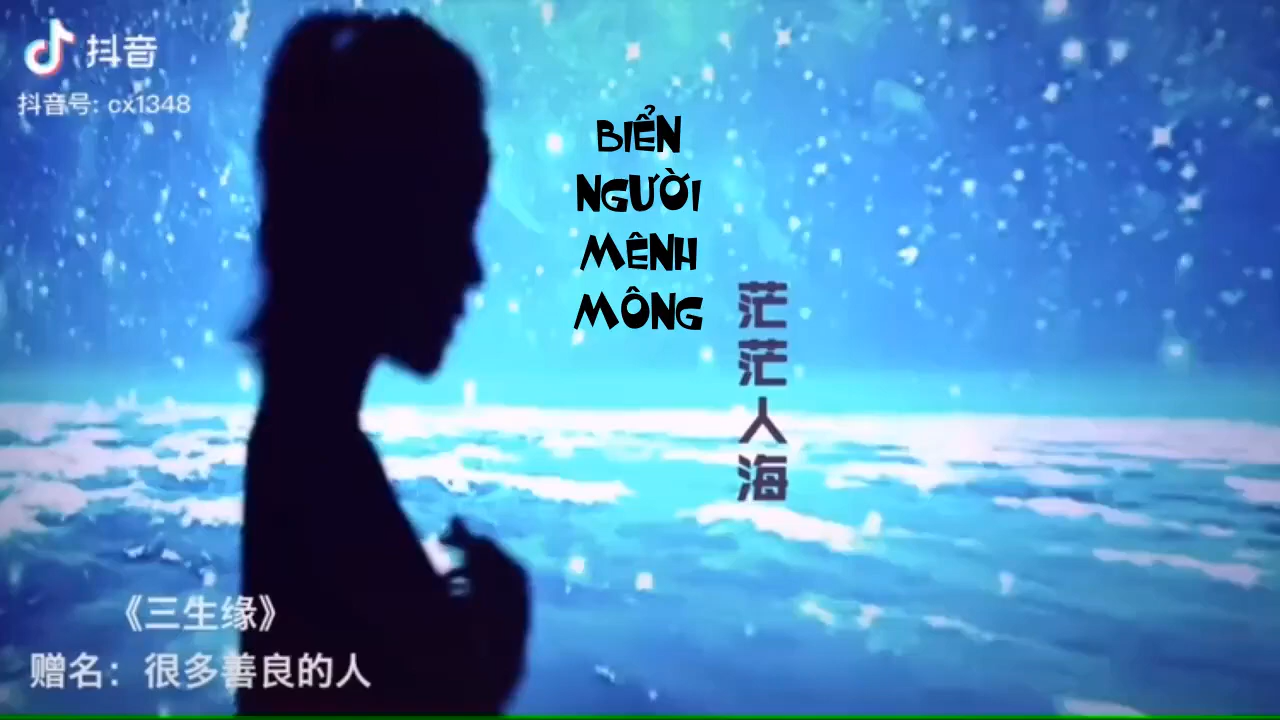 抖音
抖音号: cx1348
BIỂN
NGƯỜI
MÊNH
MÔNG
茫茫人海
《三生缘》
赠名：很多善良的人